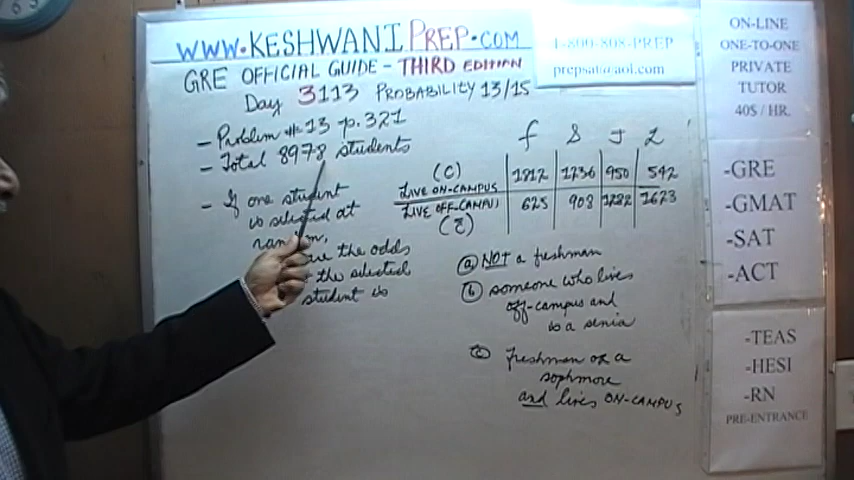 WWW.KESHWANIPREP.COM
GRE OFFICIAL GUIDE - THIRD EDITION
Day 3113 PROBABILITY 13/15
- Problem # 13 p. 321
- Total 8978 students
- If one student
is selected at
the odds
the selected
student is
f S J L
(C)
LIVE ON-CAMPUS 1812 1236 950 542
LIVE OFF-CAMPUS 625 908 1282 1623
(C̅)
(a) NOT a freshman
(b) someone who lives
off-campus and
is a senior
(c) freshman or a
sophmore
and lives ON-CAMPUS
1-800-808-PREP
prepsat@aol.com
ON-LINE
ONE-TO-ONE
PRIVATE
TUTOR
40$ / HR.
-GRE
-GMAT
-SAT
-ACT
-TEAS
-HESI
-RN
PRE-ENTRANCE